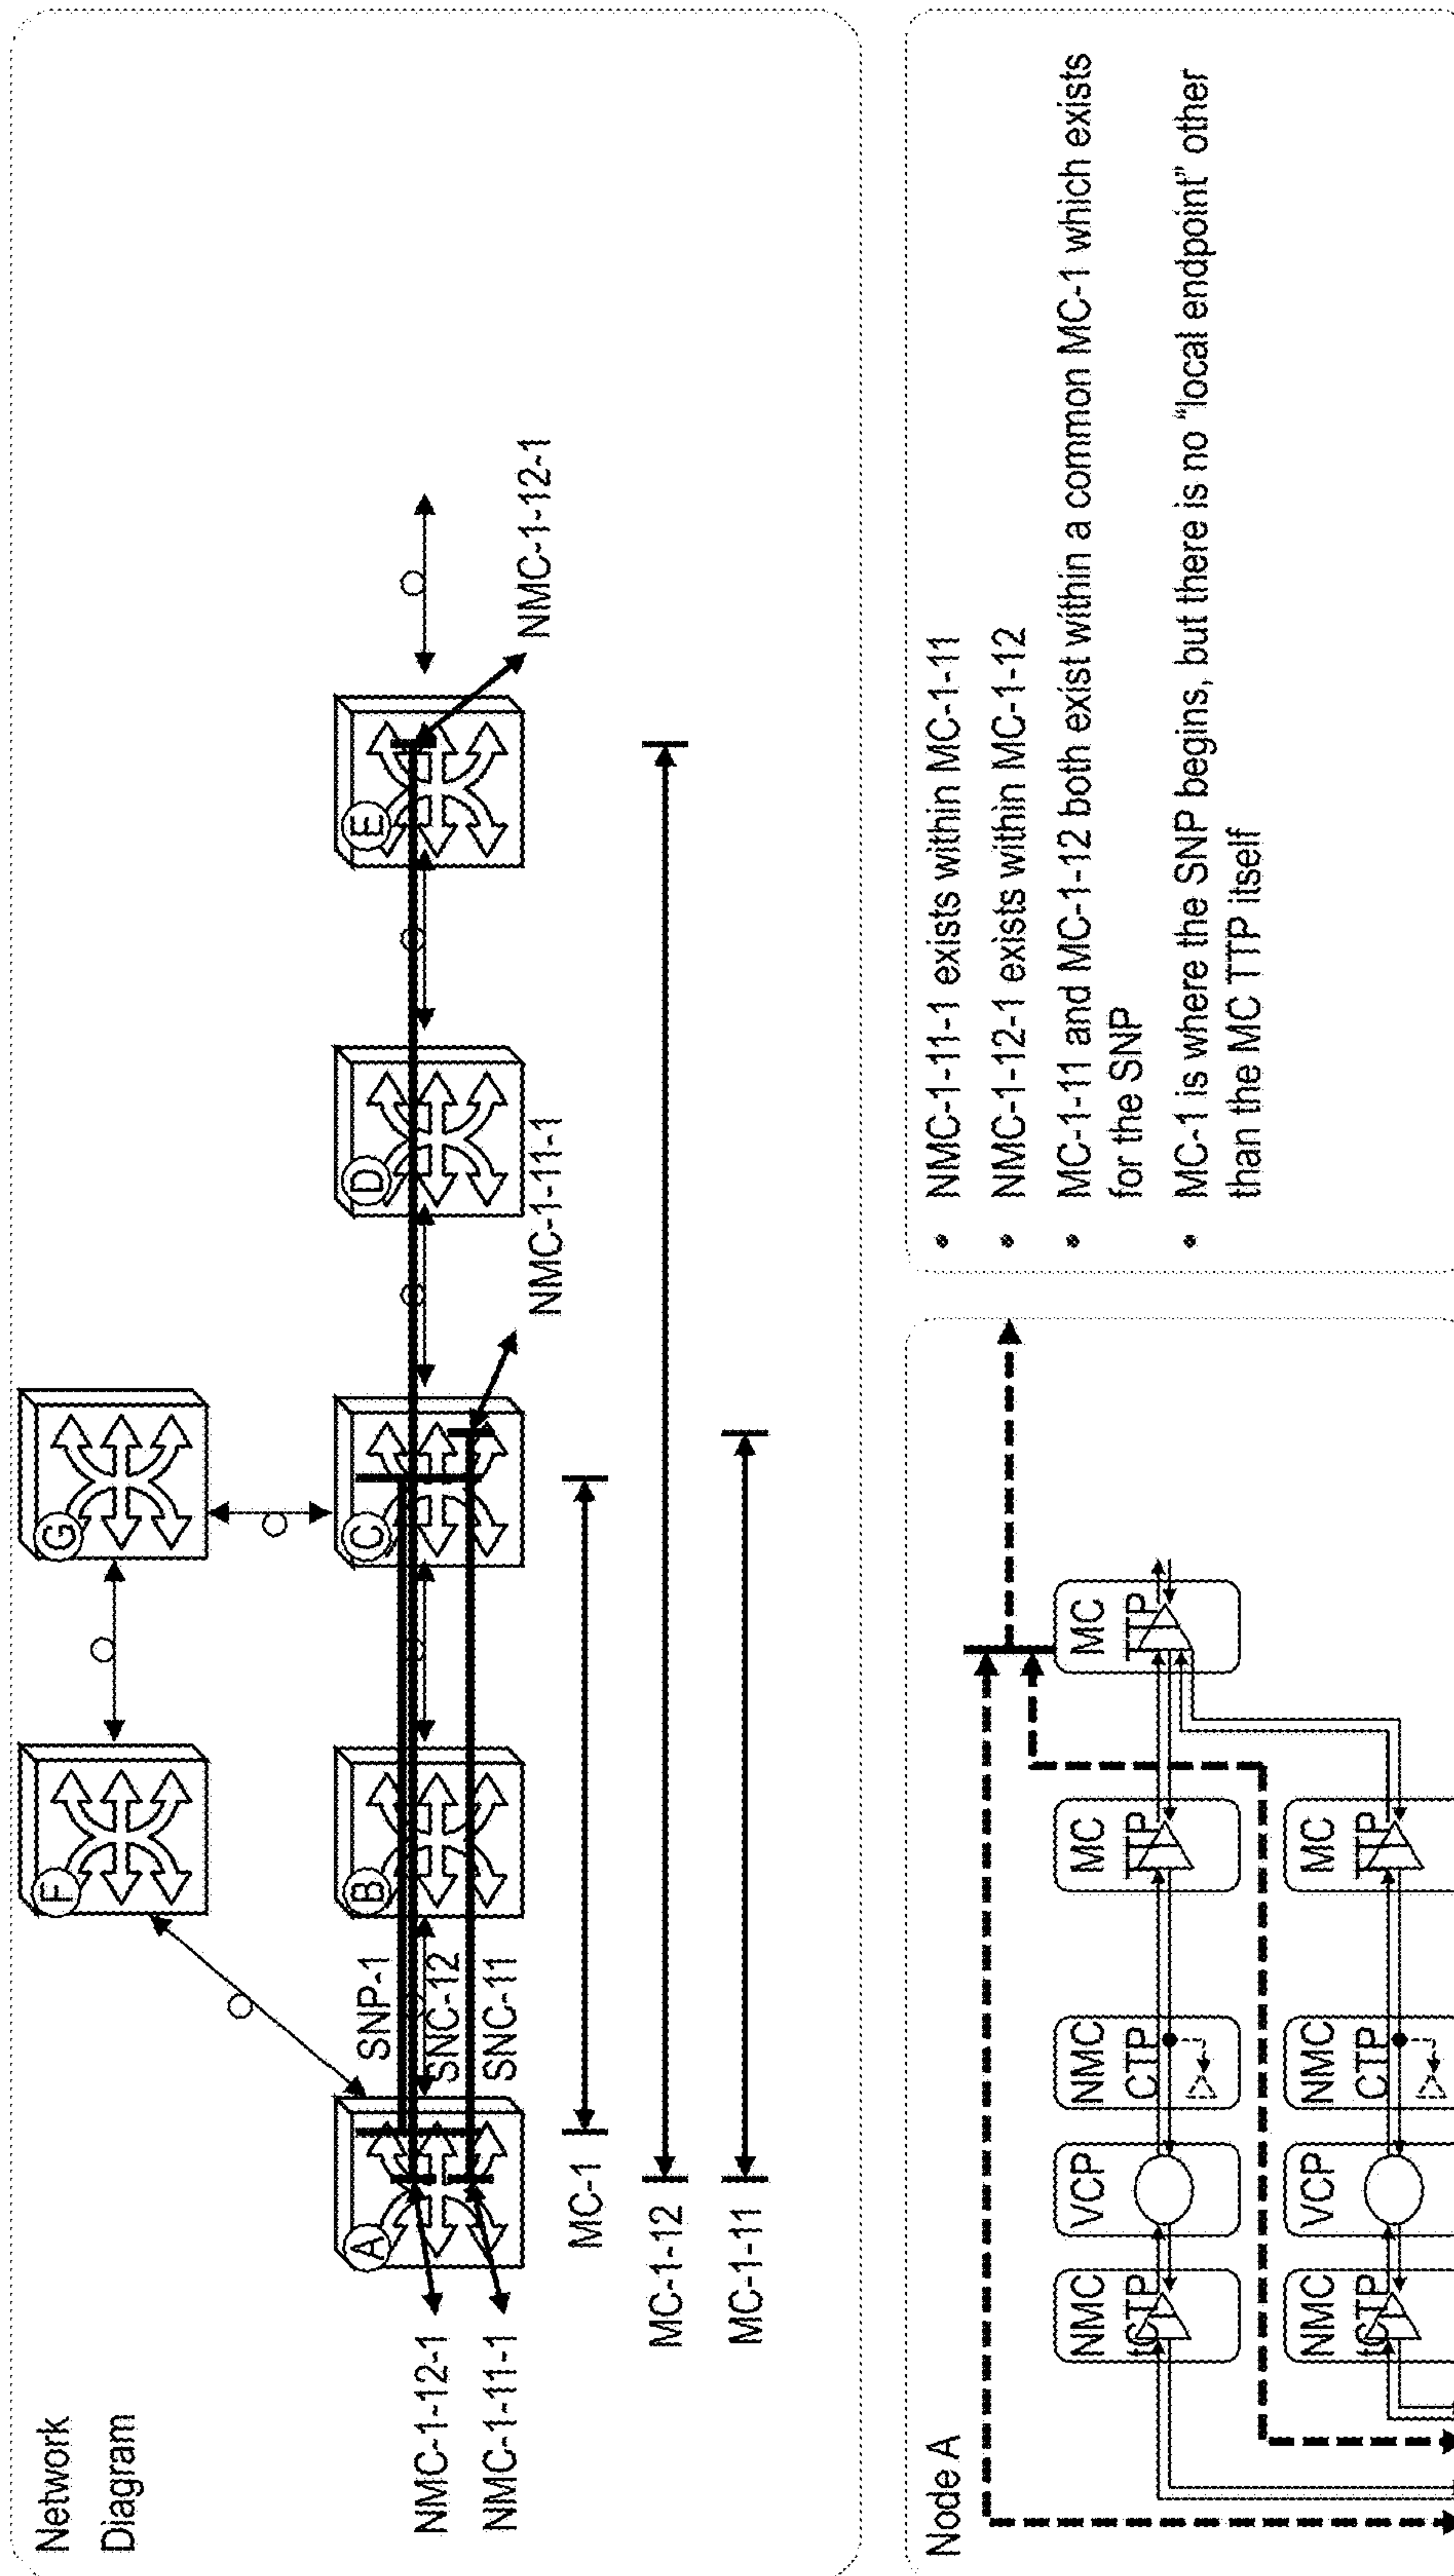 Network
Diagram
F
G
A
B
C
D
E
SNP-1
SNC-12
SNC-11
NMC-1-12-1
NMC-1-11-1
NMC-1-11-1
NMC-1-12-1
MC-1
MC-1-12
MC-1-11
Node A
NMC
tCTP
VCP
NMC
CTP
MC
TTP
MC
TTP
NMC
tCTP
VCP
NMC
CTP
MC
TTP
• NMC-1-11-1 exists within MC-1-11
• NMC-1-12-1 exists within MC-1-12
• MC-1-11 and MC-1-12 both exist within a common MC-1 which exists
for the SNP
• MC-1 is where the SNP begins, but there is no "local endpoint" other
than the MC TTP itself